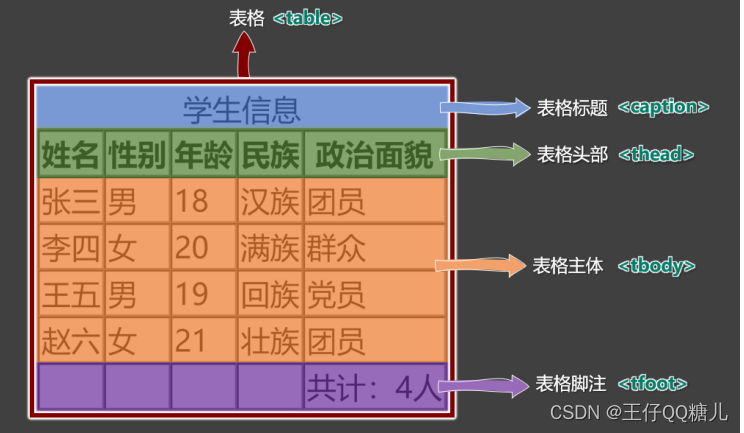 表格 <table>
学生信息
表格标题 <caption>
姓名 性别 年龄 民族 政治面貌
表格头部 <thead>
张三 男 18 汉族 团员
李四 女 20 满族 群众
表格主体 <tbody>
王五 男 19 回族 党员
赵六 女 21 壮族 团员
共计：4人
表格脚注 <tfoot>
CSDN @王仔QQ糖儿